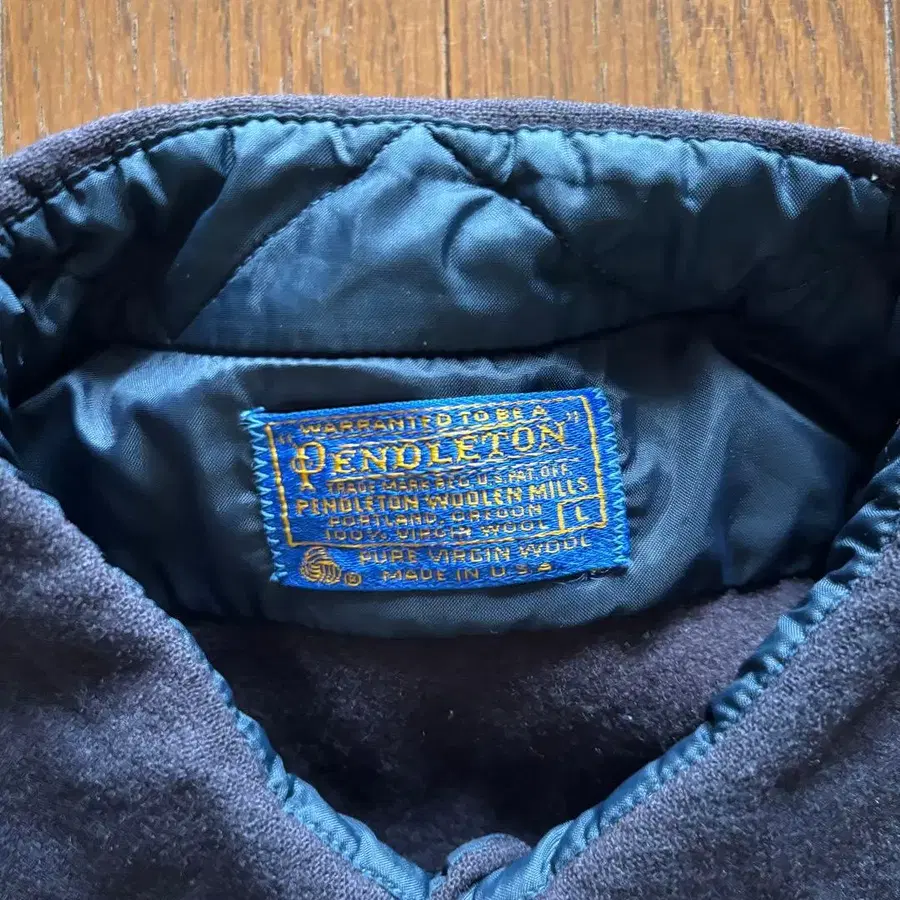 WARRANTED TO BE A
"PENDLETON"
TRADE MARK REG. U.S. PAT. OFF.
PENDLETON WOOLEN MILLS
PORTLAND, OREGON
100% VIRGIN WOOL L
PURE VIRGIN WOOL
® MADE IN U.S.A